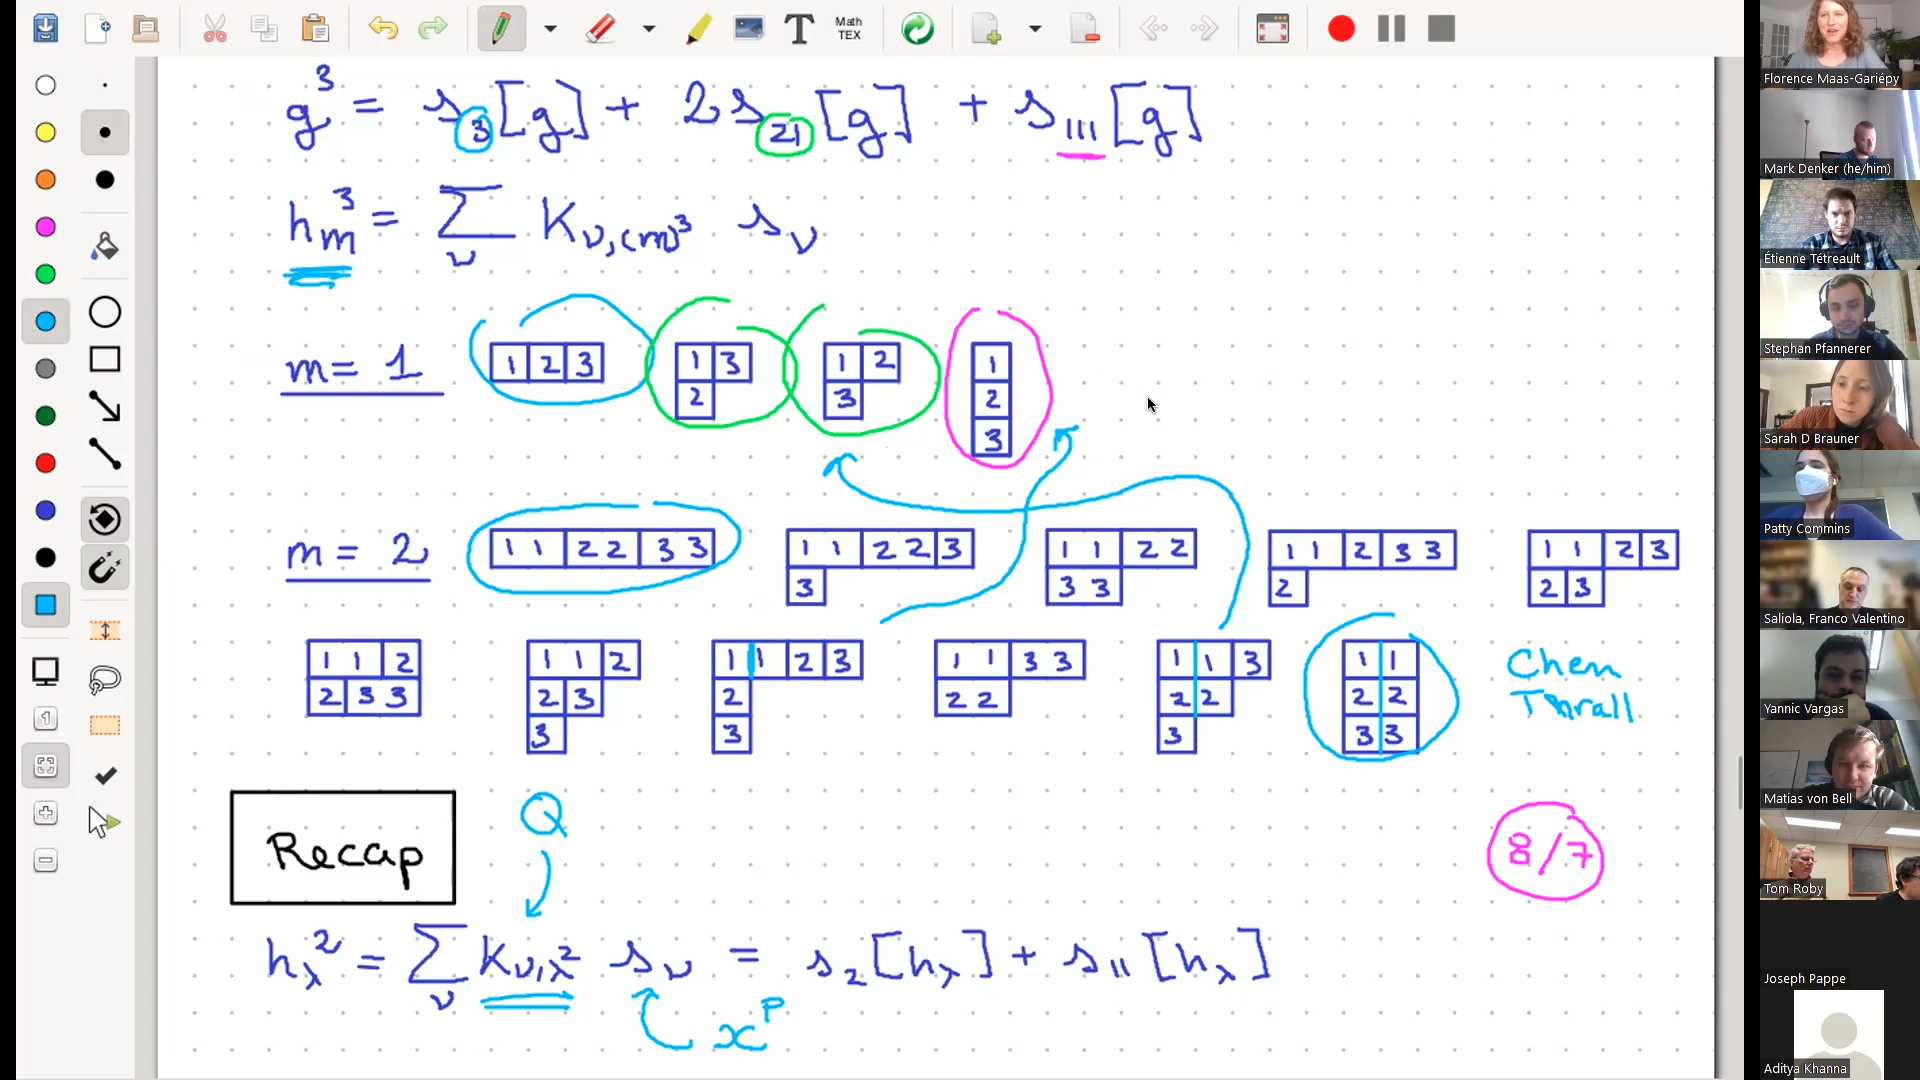 Math
TEX
g³ = s₃[g] + 2s₂₁[g] + s₁₁₁[g]
hₘ³ = Σ_ν K_ν,(m)³ s_ν
m = 1
1 2 3
1 3
2
1 2
3
1
2
3
m = 2
1 1 2 2 3 3
1 1 2 2 3
3
1 1 2 2
3 3
1 1 2 3 3
2
1 1 2 3
2 3
1 1 2
2 3 3
1 1 2
2 3
3
1 1 2 3
2
3
1 1 3 3
2 2
1 1 3
2 2
3
1 1
2 2
3 3
Chen
Thrall
Recap
Q
8/7
h_λ² = Σ_ν K_ν,λ² s_ν = s₂[h_λ] + s₁₁[h_λ]
x^P
1
Florence Maas-Gariépy
Mark Denker (he/him)
Étienne Tétreault
Stephan Pfannerer
Sarah D Brauner
Patty Commins
Saliola, Franco Valentino
Yannic Vargas
Matias von Bell
Tom Roby
Joseph Pappe
Aditya Khanna